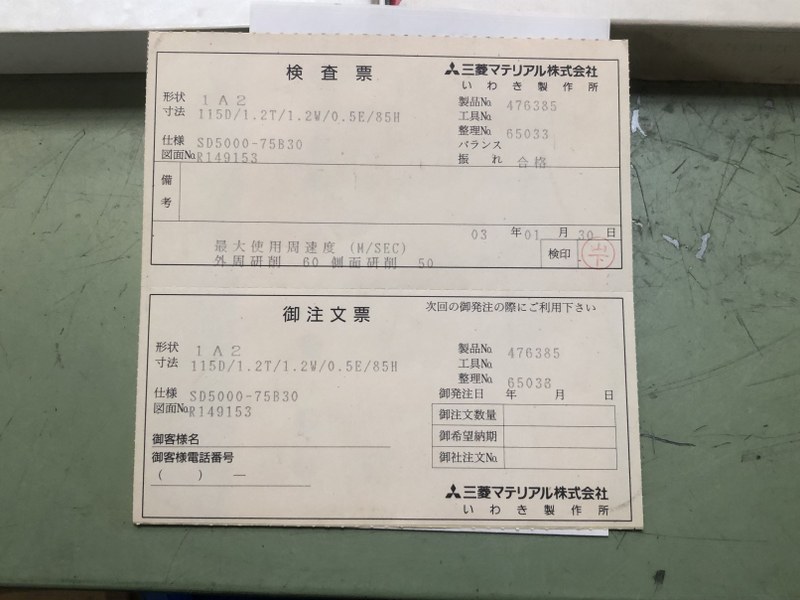 検査票
三菱マテリアル株式会社
いわき製作所
形状 1A2
寸法 115D/1.2T/1.2W/0.5E/85H
製品No 476385
工具No
整理No 65033
仕様 SD5000-75B30
バランス
図面No R149153
振れ 合格
備考
03 年 01 月 30 日
最大使用周速度 (M/SEC)
外周研削 60 側面研削 50
検印
御注文票
次回の御発注の際にご利用下さい
形状 1A2
寸法 115D/1.2T/1.2W/0.5E/85H
製品No 476385
工具No
整理No 65038
仕様 SD5000-75B30
図面No R149153
御発注日 年 月 日
御注文数量
御希望納期
御社注文No
御客様名
御客様電話番号
( ) ―
三菱マテリアル株式会社
いわき製作所